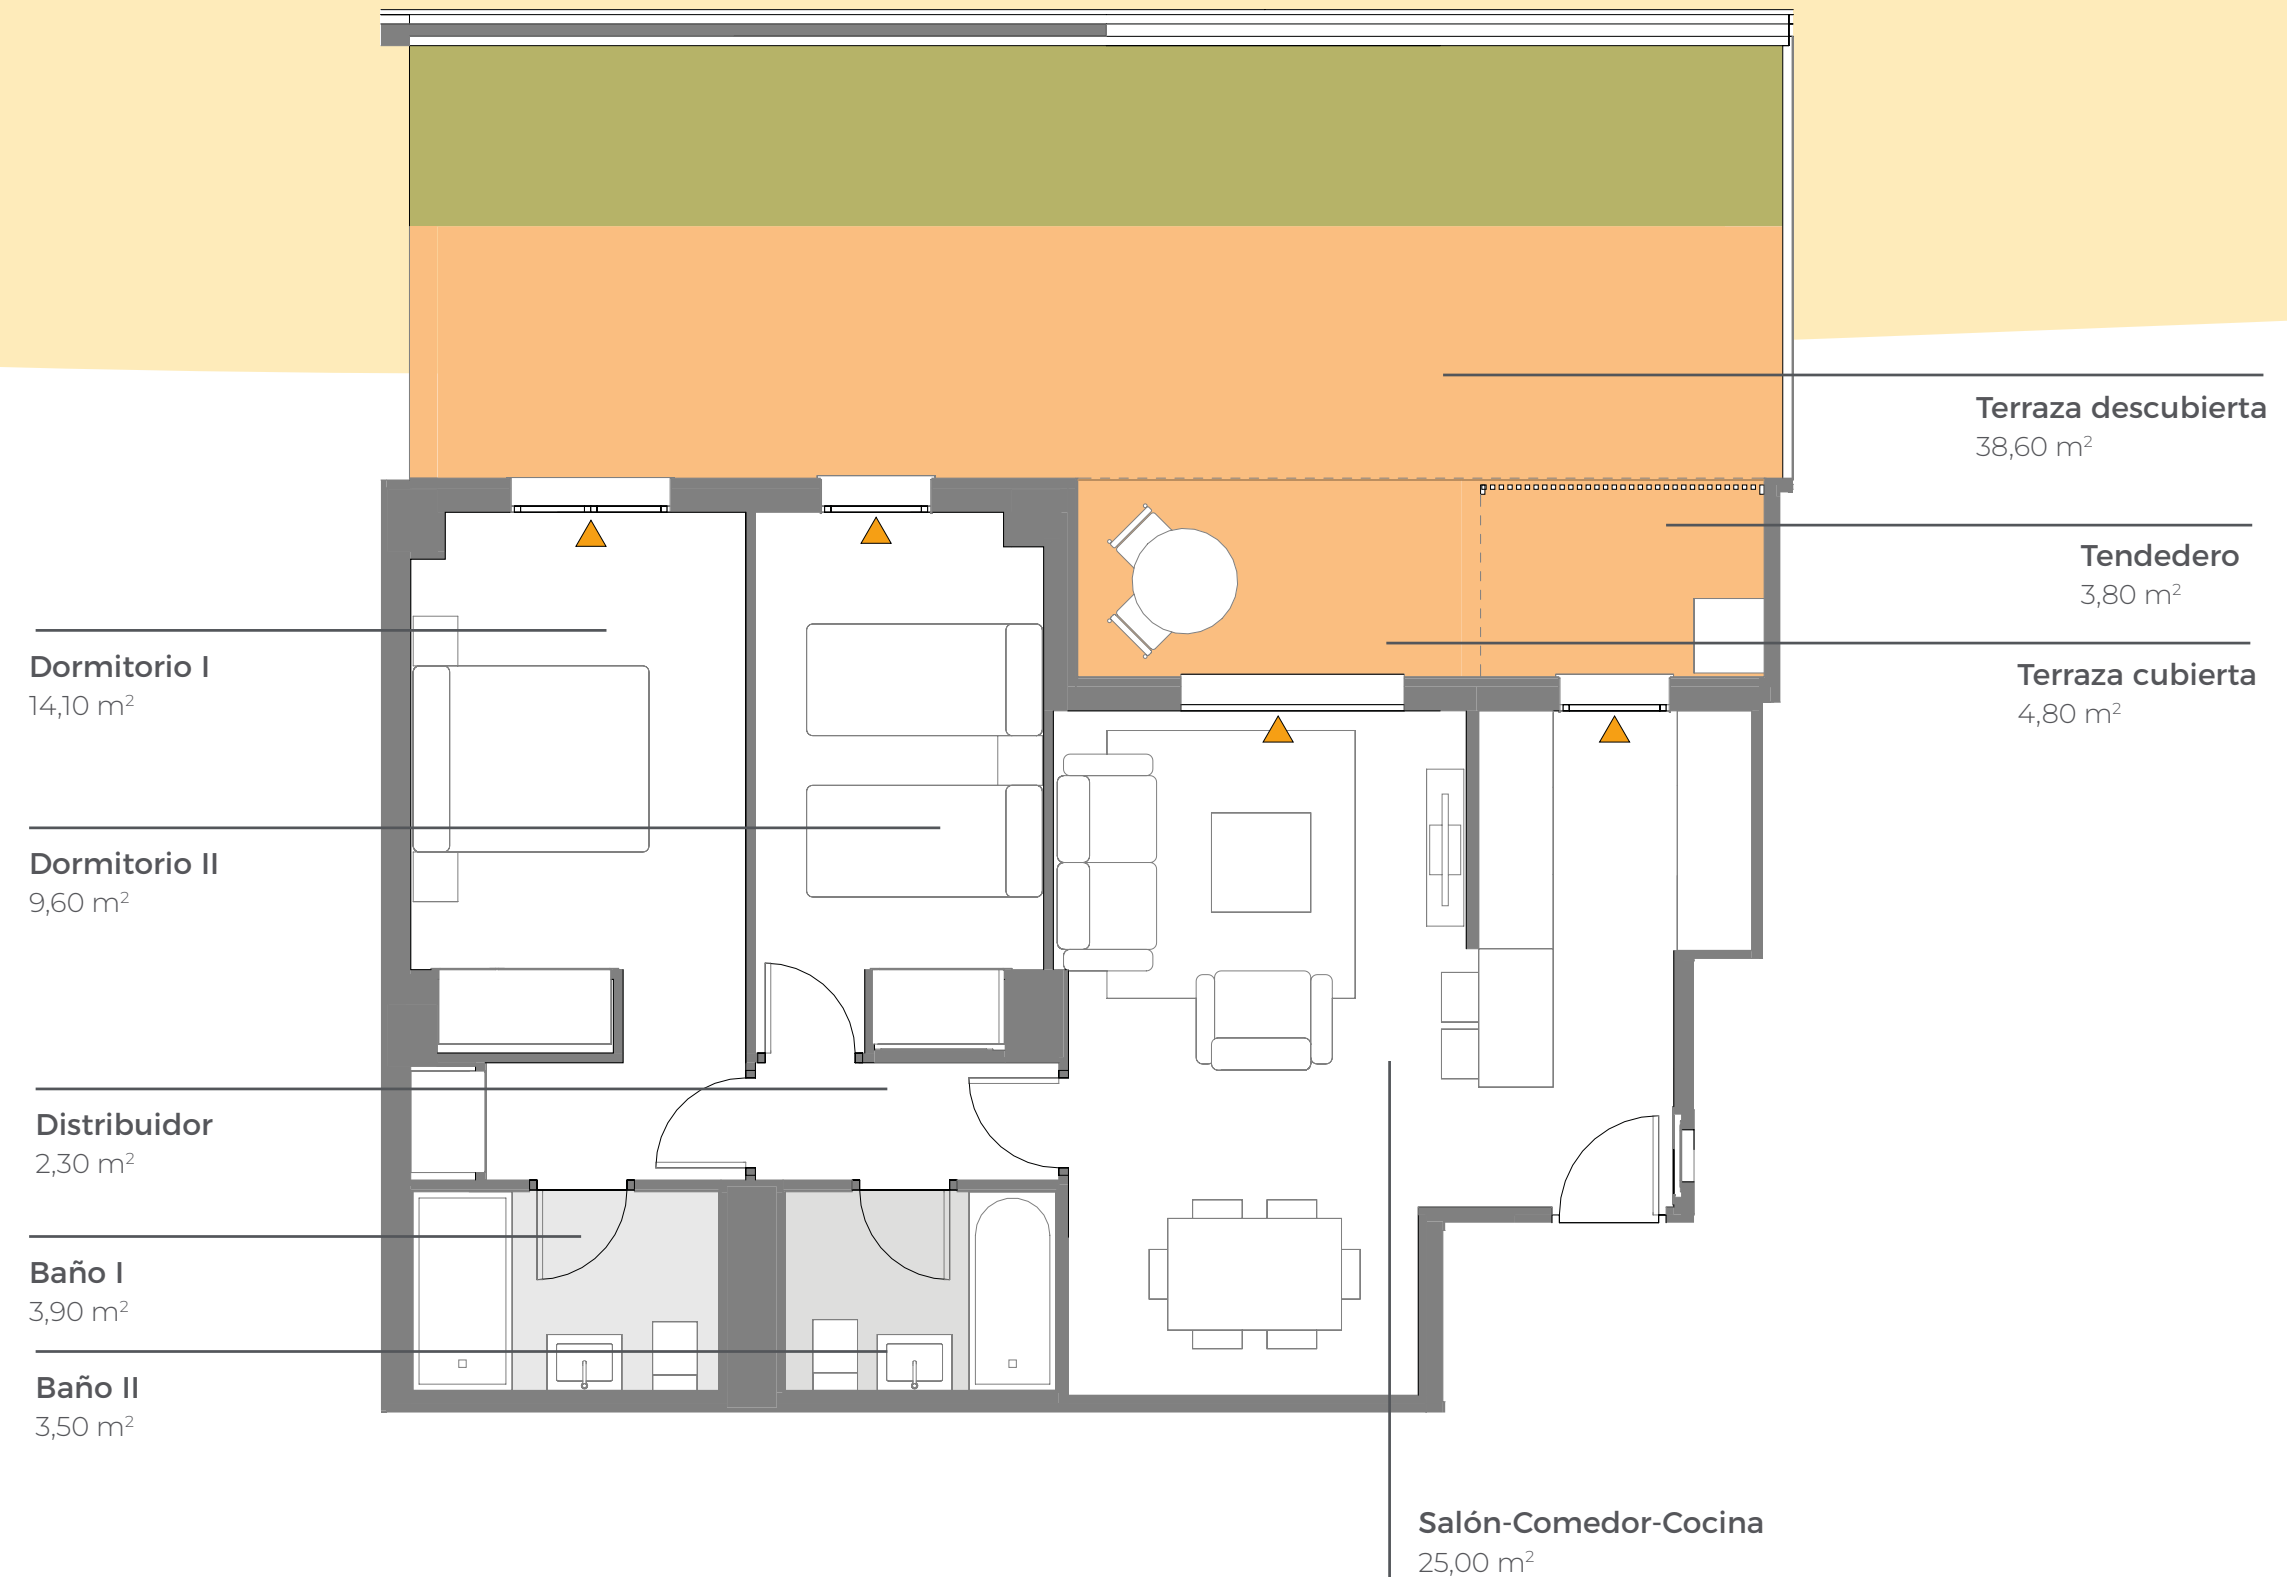 Terraza descubierta
38,60 m²
Tendedero
3,80 m²
Terraza cubierta
4,80 m²
Dormitorio I
14,10 m²
Dormitorio II
9,60 m²
Distribuidor
2,30 m²
Baño I
3,90 m²
Baño II
3,50 m²
Salón-Comedor-Cocina
25,00 m²